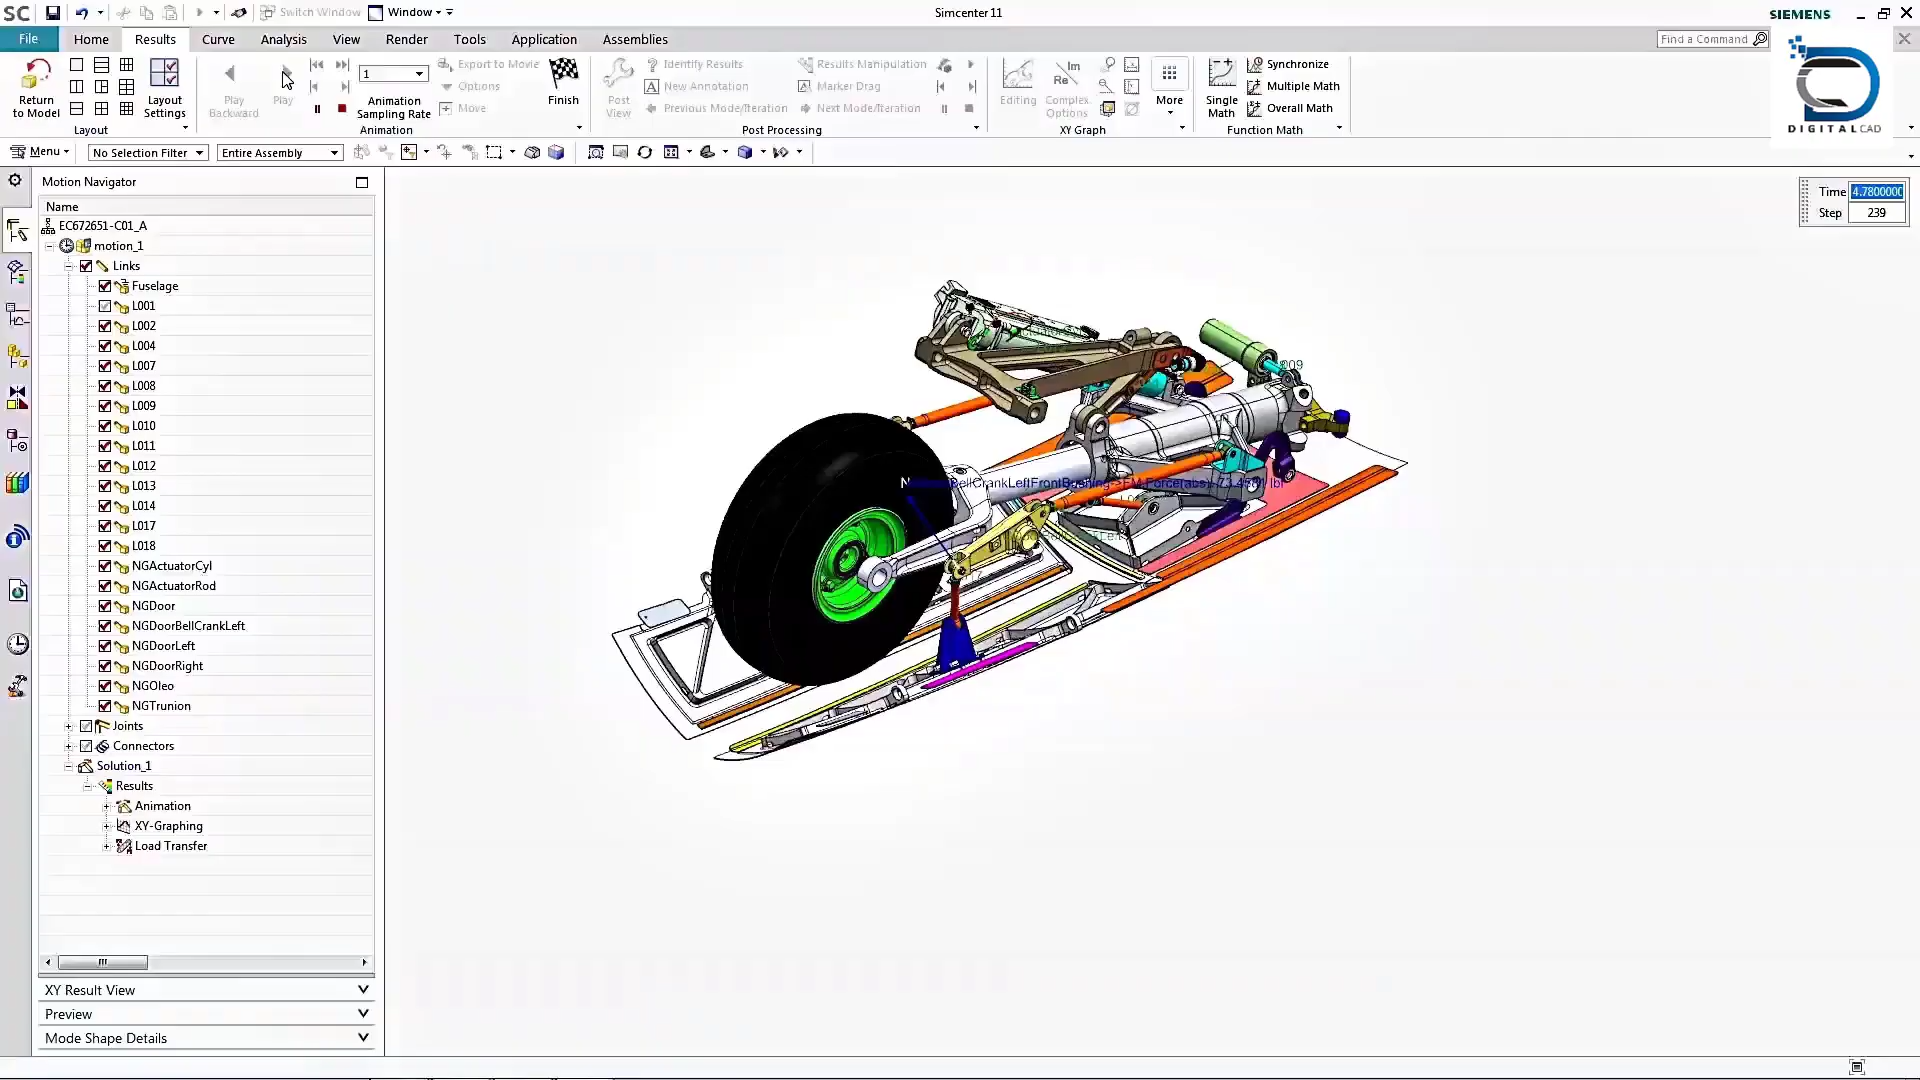 SC
Switch Window
Window
Simcenter 11
SIEMENS
File
Home
Results
Curve
Analysis
View
Render
Tools
Application
Assemblies
Find a Command
Return
to Model
Layout
Settings
Layout
Play
Backward
Play
1
Animation
Sampling Rate
Export to Movie
Options
Move
Finish
Animation
Post
View
Identify Results
New Annotation
Previous Mode/Iteration
Results Manipulation
Marker Drag
Next Mode/Iteration
Post Processing
Editing
Im
Re
Complex
Options
More
XY Graph
Single
Math
Synchronize
Multiple Math
Overall Math
Function Math
DIGITALCAD
Menu
No Selection Filter
Entire Assembly
Motion Navigator
Name
EC672651-C01_A
motion_1
Links
Fuselage
L001
L002
L004
L007
L008
L009
L010
L011
L012
L013
L014
L017
L018
NGActuatorCyl
NGActuatorRod
NGDoor
NGDoorBellCrankLeft
NGDoorLeft
NGDoorRight
NGOleo
NGTrunion
Joints
Connectors
Solution_1
Results
Animation
XY-Graphing
Load Transfer
XY Result View
Preview
Mode Shape Details
Time 4.7800000
Step 239